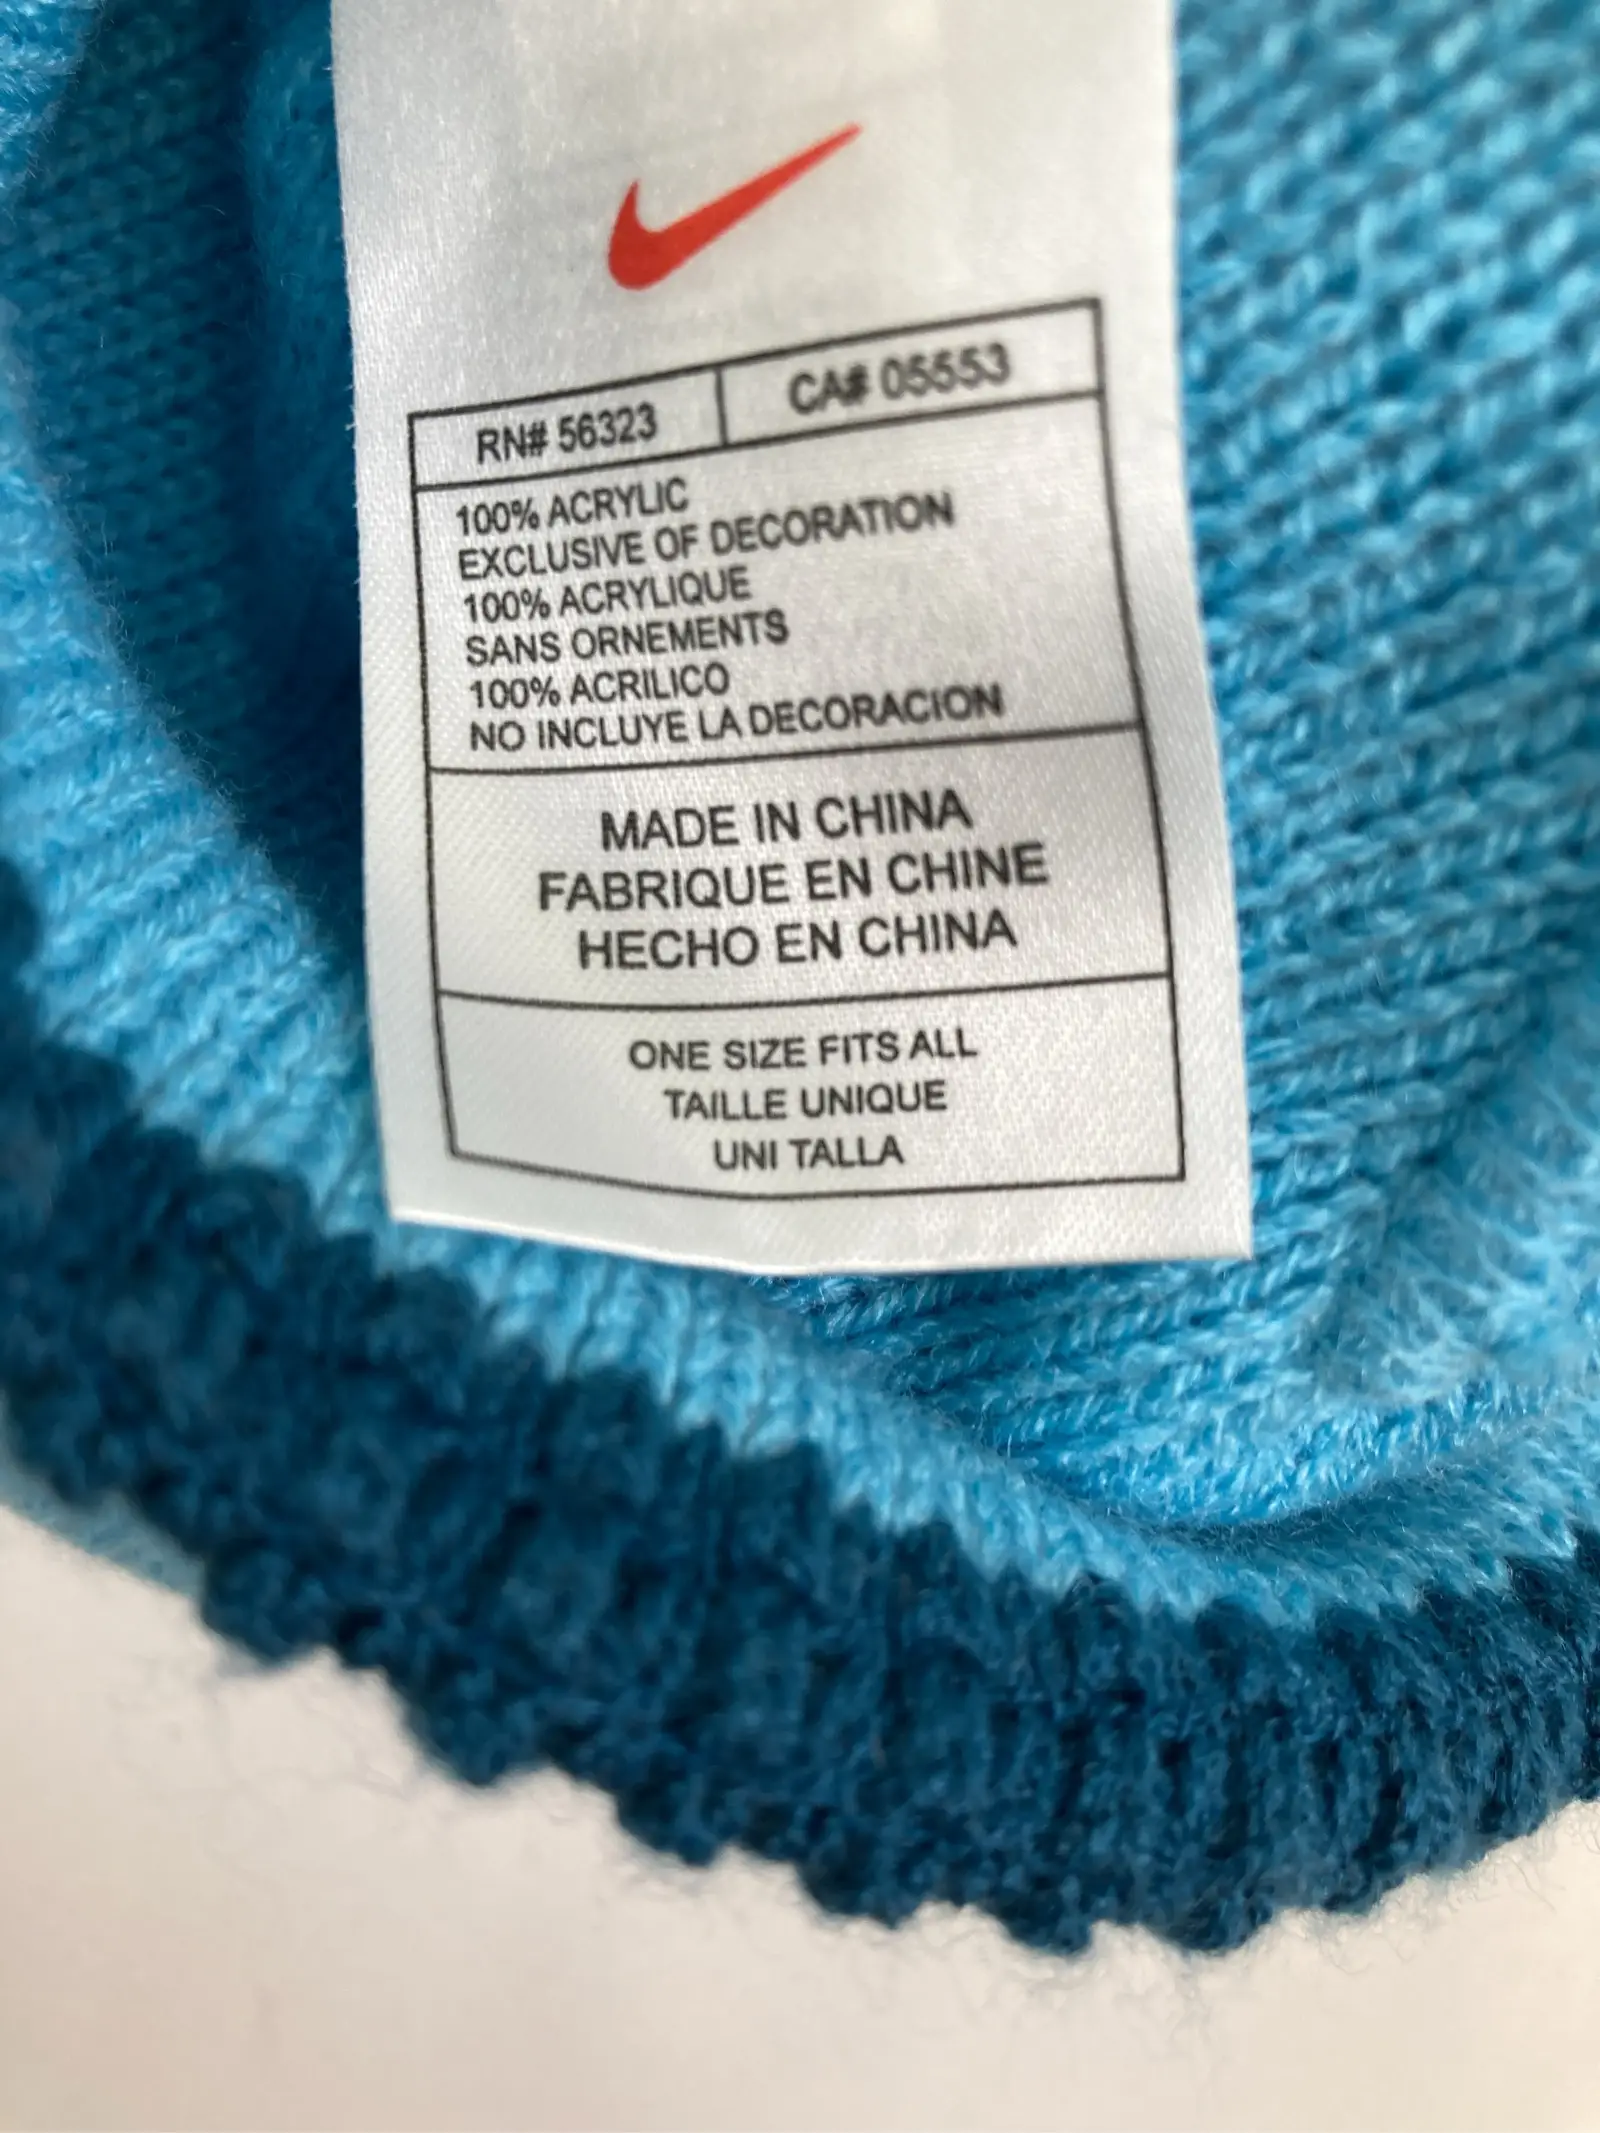 RN# 56323 CA# 05553
100% ACRYLIC
EXCLUSIVE OF DECORATION
100% ACRYLIQUE
SANS ORNEMENTS
100% ACRILICO
NO INCLUYE LA DECORACION
MADE IN CHINA
FABRIQUE EN CHINE
HECHO EN CHINA
ONE SIZE FITS ALL
TAILLE UNIQUE
UNI TALLA